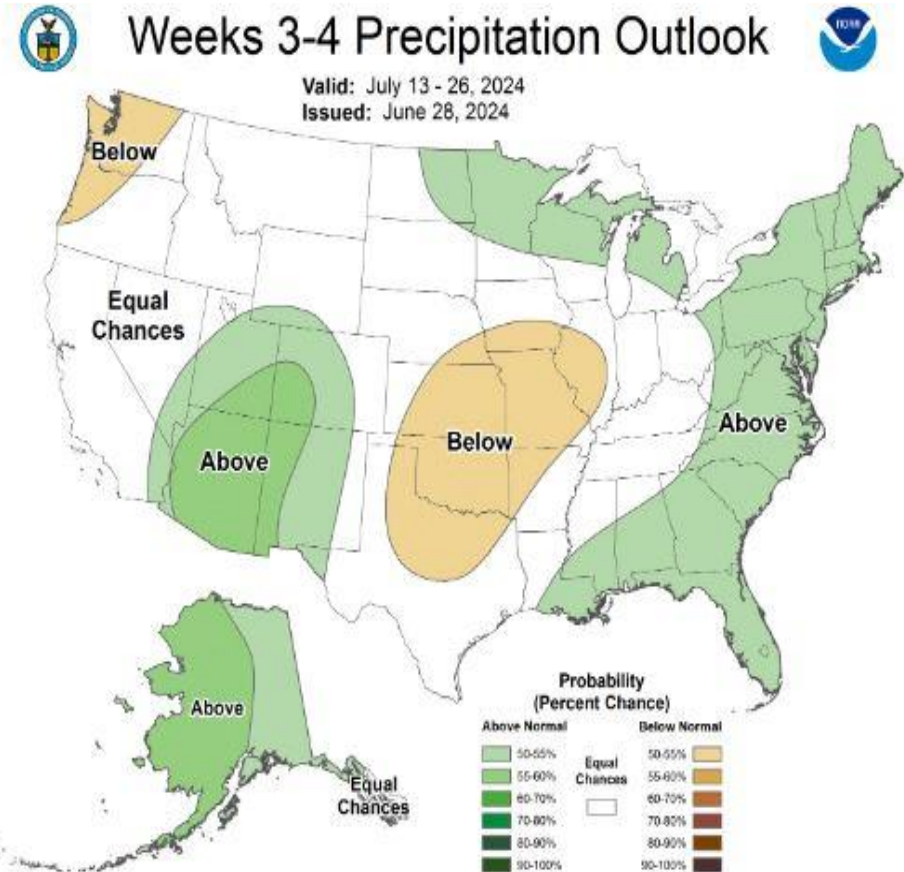 Weeks 3-4 Precipitation Outlook
noaa
Valid: July 13 - 26, 2024
Issued: June 28, 2024
Below
Equal
Chances
Above
Below
Above
Above
Equal
Chances
Probability
(Percent Chance)
Above Normal
Below Normal
50-55%
55-60%
60-70%
70-80%
80-90%
90-100%
Equal
Chances
50-55%
55-60%
60-70%
70-80%
80-90%
90-100%